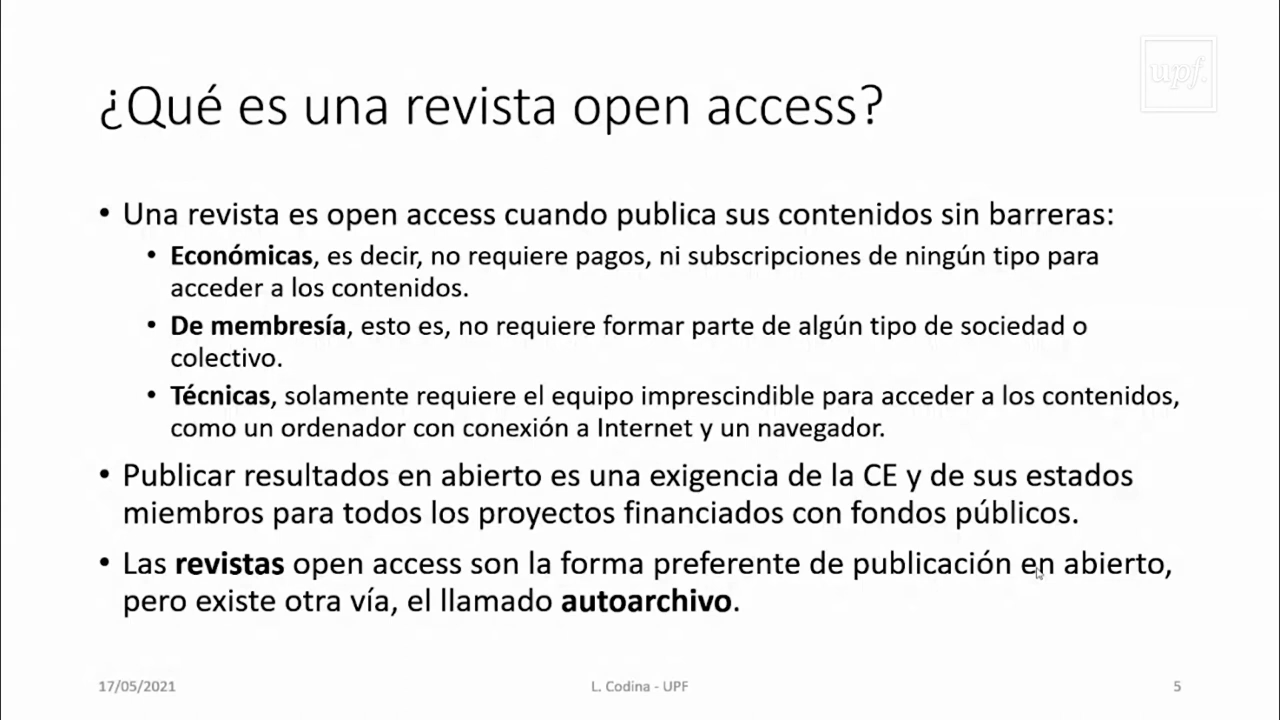 upf.
¿Qué es una revista open access?
• Una revista es open access cuando publica sus contenidos sin barreras:
• Económicas, es decir, no requiere pagos, ni subscripciones de ningún tipo para
acceder a los contenidos.
• De membresía, esto es, no requiere formar parte de algún tipo de sociedad o
colectivo.
• Técnicas, solamente requiere el equipo imprescindible para acceder a los contenidos,
como un ordenador con conexión a Internet y un navegador.
• Publicar resultados en abierto es una exigencia de la CE y de sus estados
miembros para todos los proyectos financiados con fondos públicos.
• Las revistas open access son la forma preferente de publicación en abierto,
pero existe otra vía, el llamado autoarchivo.
17/05/2021
L. Codina - UPF
5